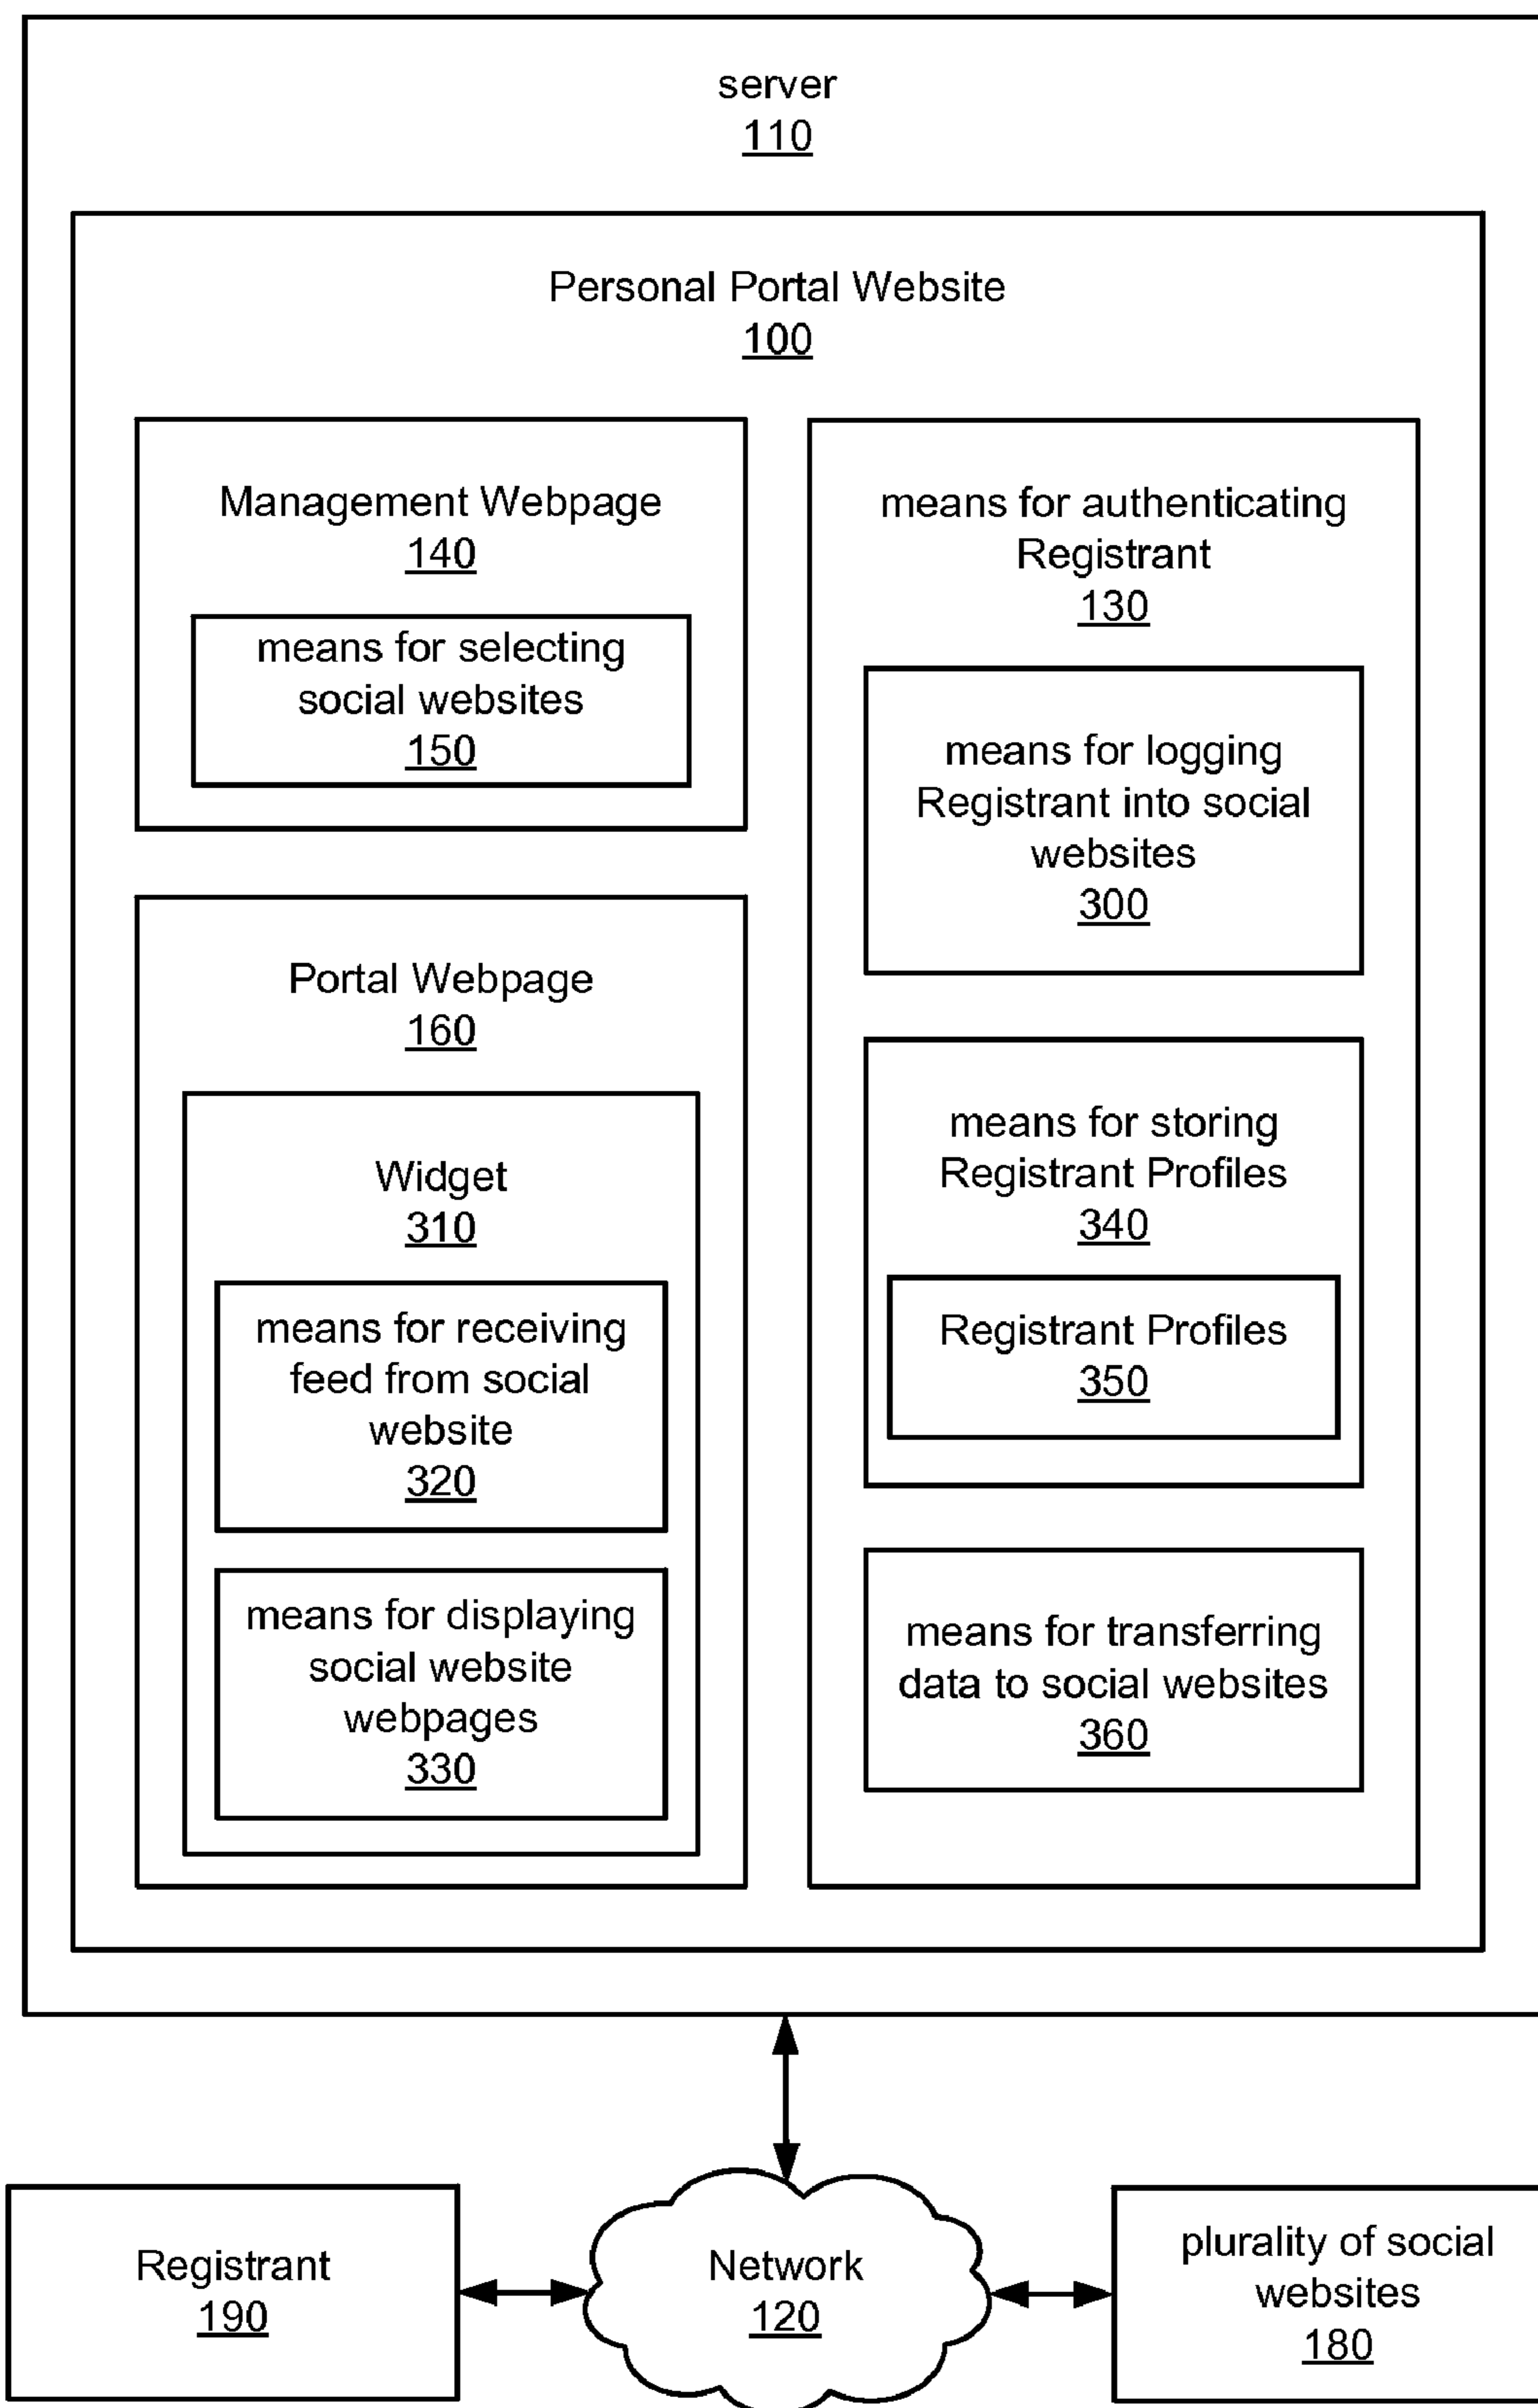 server
110
Personal Portal Website
100
Management Webpage
140
means for selecting
social websites
150
Portal Webpage
160
Widget
310
means for receiving
feed from social
website
320
means for displaying
social website
webpages
330
means for authenticating
Registrant
130
means for logging
Registrant into social
websites
300
means for storing
Registrant Profiles
340
Registrant Profiles
350
means for transferring
data to social websites
360
Registrant
190
Network
120
plurality of social
websites
180